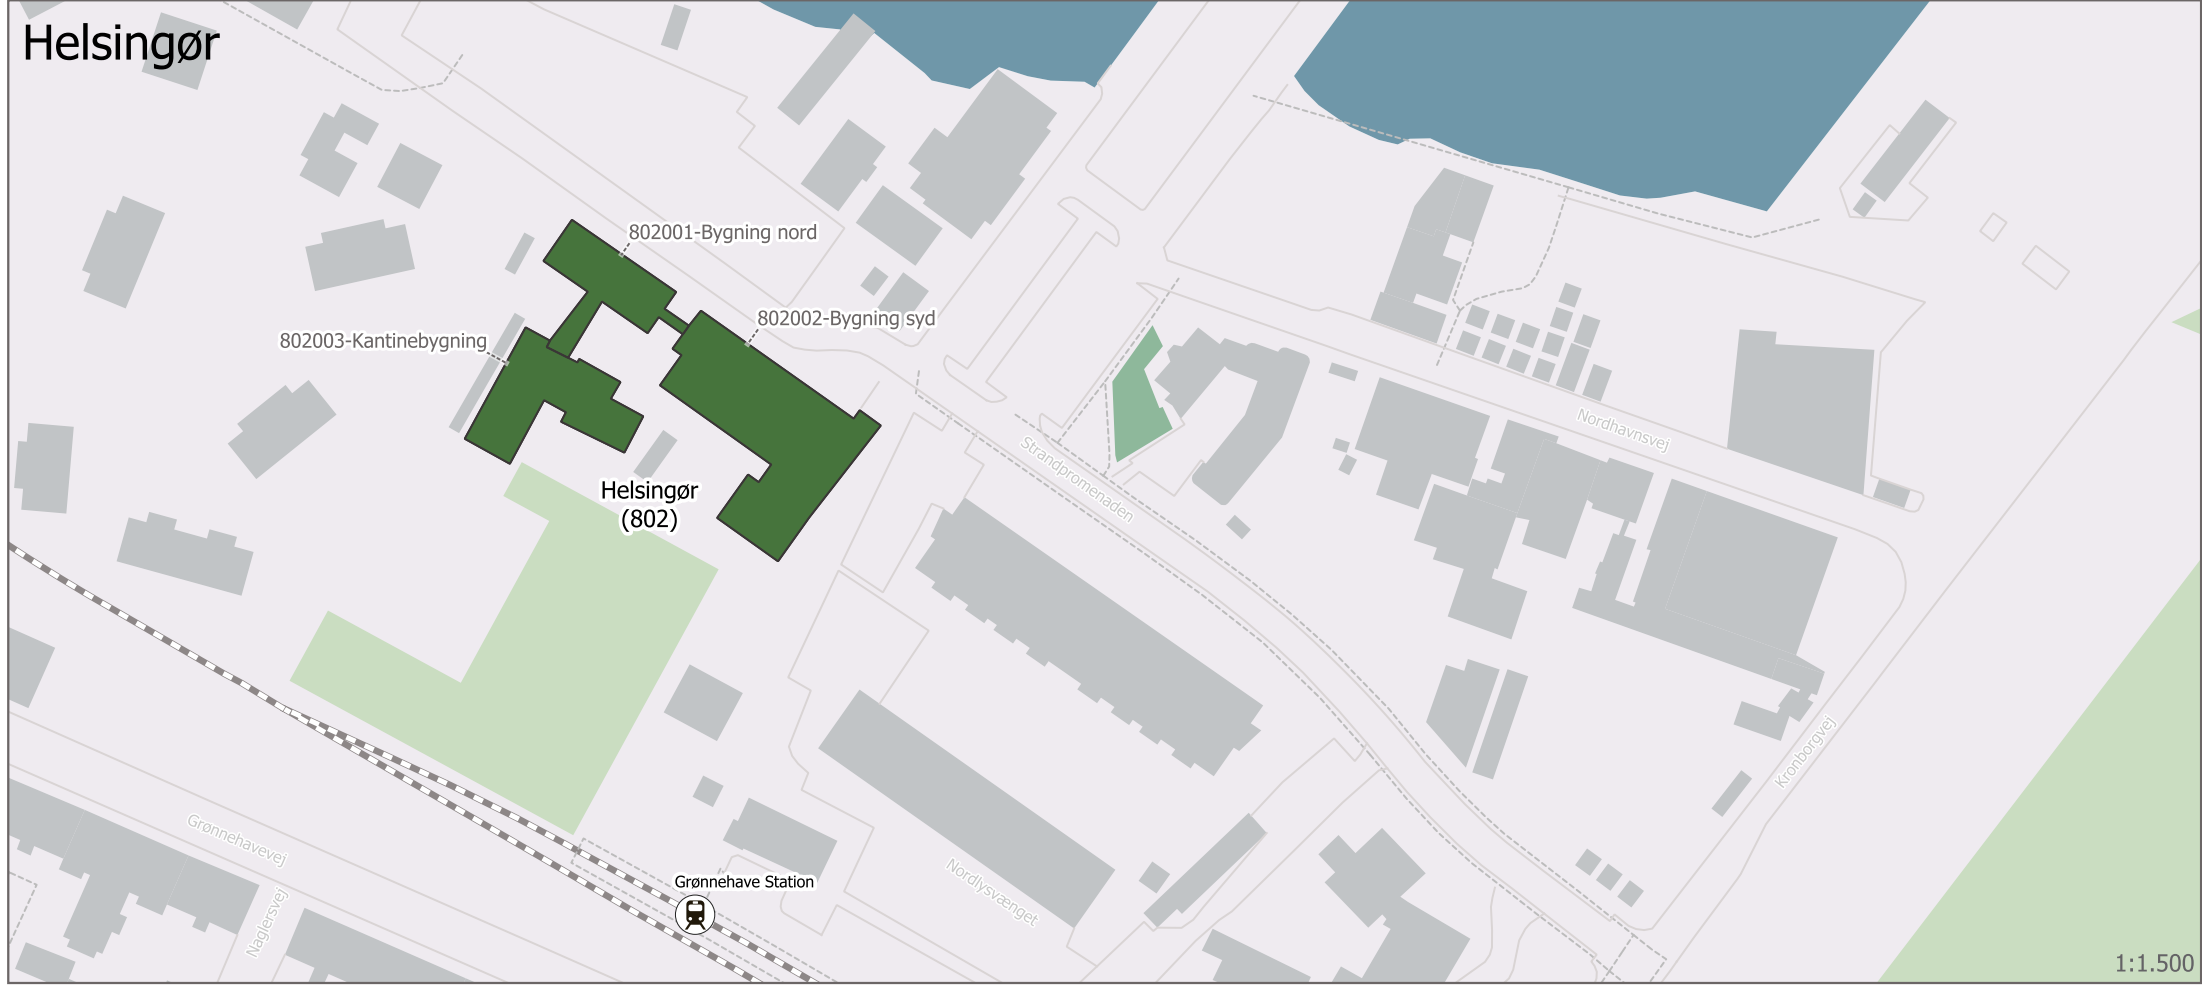 Helsingør
802001-Bygning nord
802002-Bygning syd
802003-Kantinebygning
Helsingør
(802)
Nordhavnsvej
Strandpromenaden
Kronborgvej
Grønnehavevej
Naglersvej
Grønnehave Station
Nordlysvænget
1:1.500